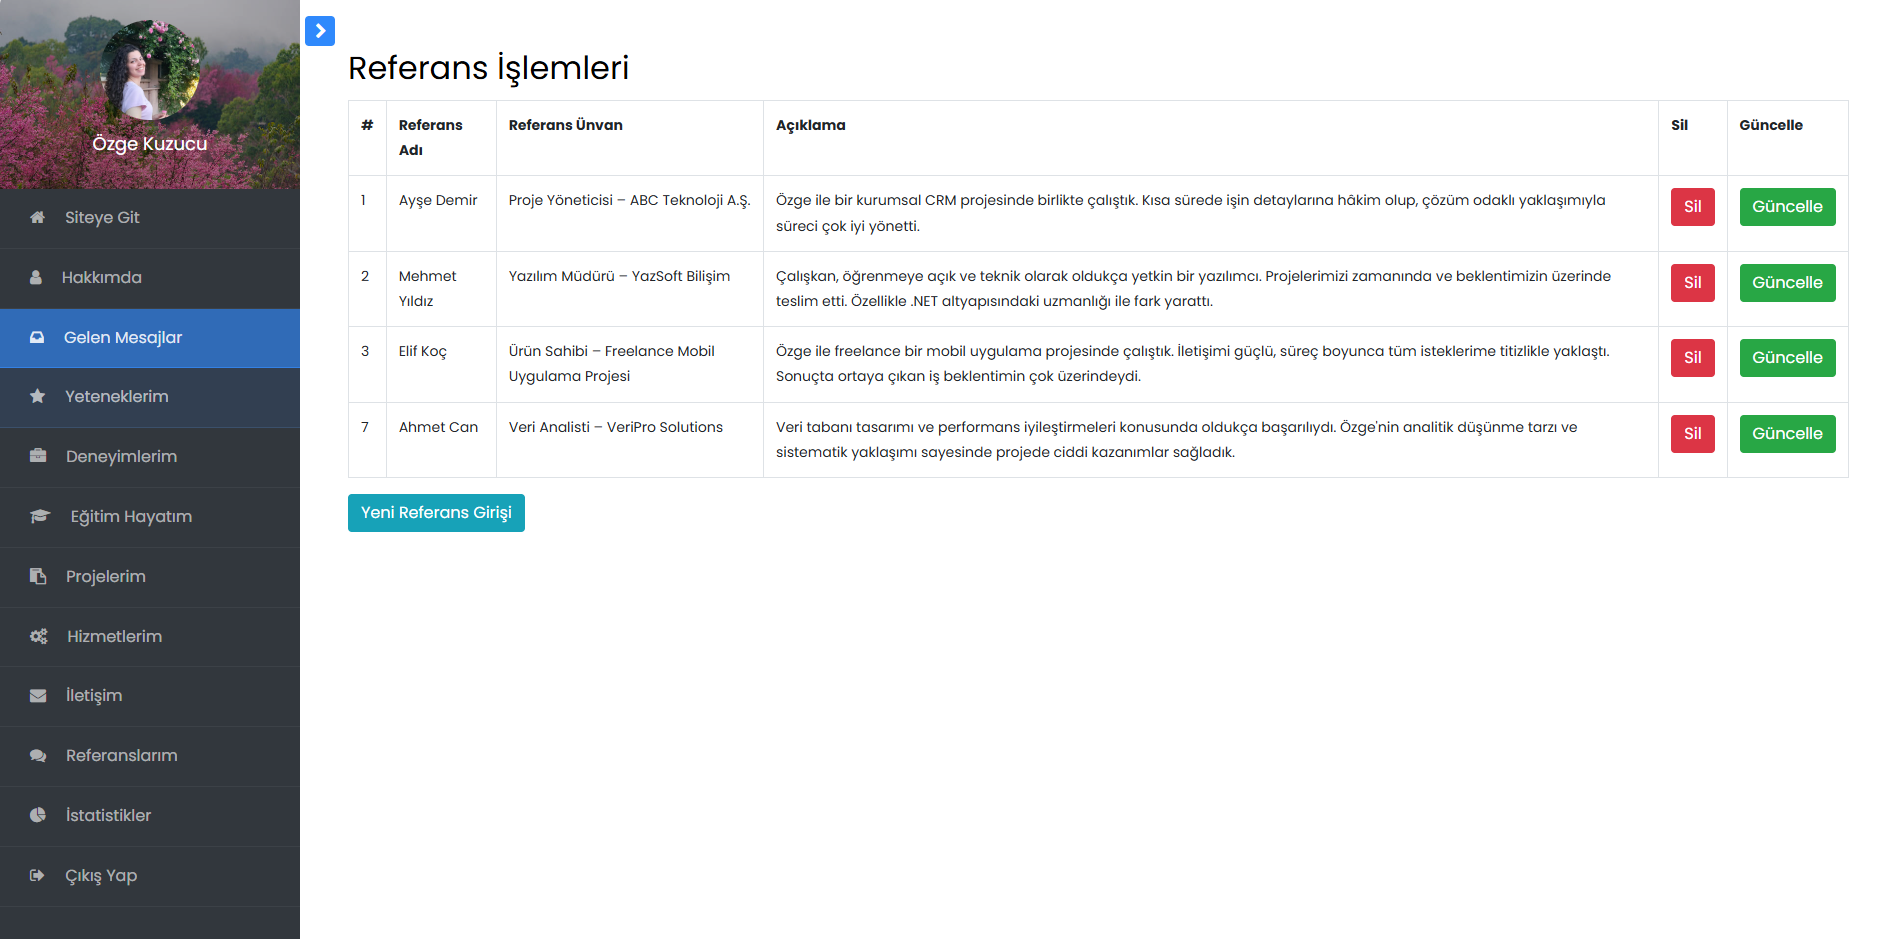 Özge Kuzucu
Siteye Git
Hakkımda
Gelen Mesajlar
Yeteneklerim
Deneyimlerim
Eğitim Hayatım
Projelerim
Hizmetlerim
İletişim
Referanslarım
İstatistikler
Çıkış Yap
Referans İşlemleri
# Referans Adı Referans Ünvan Açıklama Sil Güncelle
1 Ayşe Demir Proje Yöneticisi – ABC Teknoloji A.Ş. Özge ile bir kurumsal CRM projesinde birlikte çalıştık. Kısa sürede işin detaylarına hâkim olup, çözüm odaklı yaklaşımıyla
süreci çok iyi yönetti.
Sil Güncelle
2 Mehmet Yıldız Yazılım Müdürü – YazSoft Bilişim Çalışkan, öğrenmeye açık ve teknik olarak oldukça yetkin bir yazılımcı. Projelerimizi zamanında ve beklentimizin üzerinde
teslim etti. Özellikle .NET altyapısındaki uzmanlığı ile fark yarattı.
Sil Güncelle
3 Elif Koç Ürün Sahibi – Freelance Mobil Uygulama Projesi Özge ile freelance bir mobil uygulama projesinde çalıştık. İletişimi güçlü, süreç boyunca tüm isteklerime titizlikle yaklaştı.
Sonuçta ortaya çıkan iş beklentimin çok üzerindeydi.
Sil Güncelle
7 Ahmet Can Veri Analisti – VeriPro Solutions Veri tabanı tasarımı ve performans iyileştirmeleri konusunda oldukça başarılıydı. Özge'nin analitik düşünme tarzı ve
sistematik yaklaşımı sayesinde projede ciddi kazanımlar sağladık.
Sil Güncelle
Yeni Referans Girişi